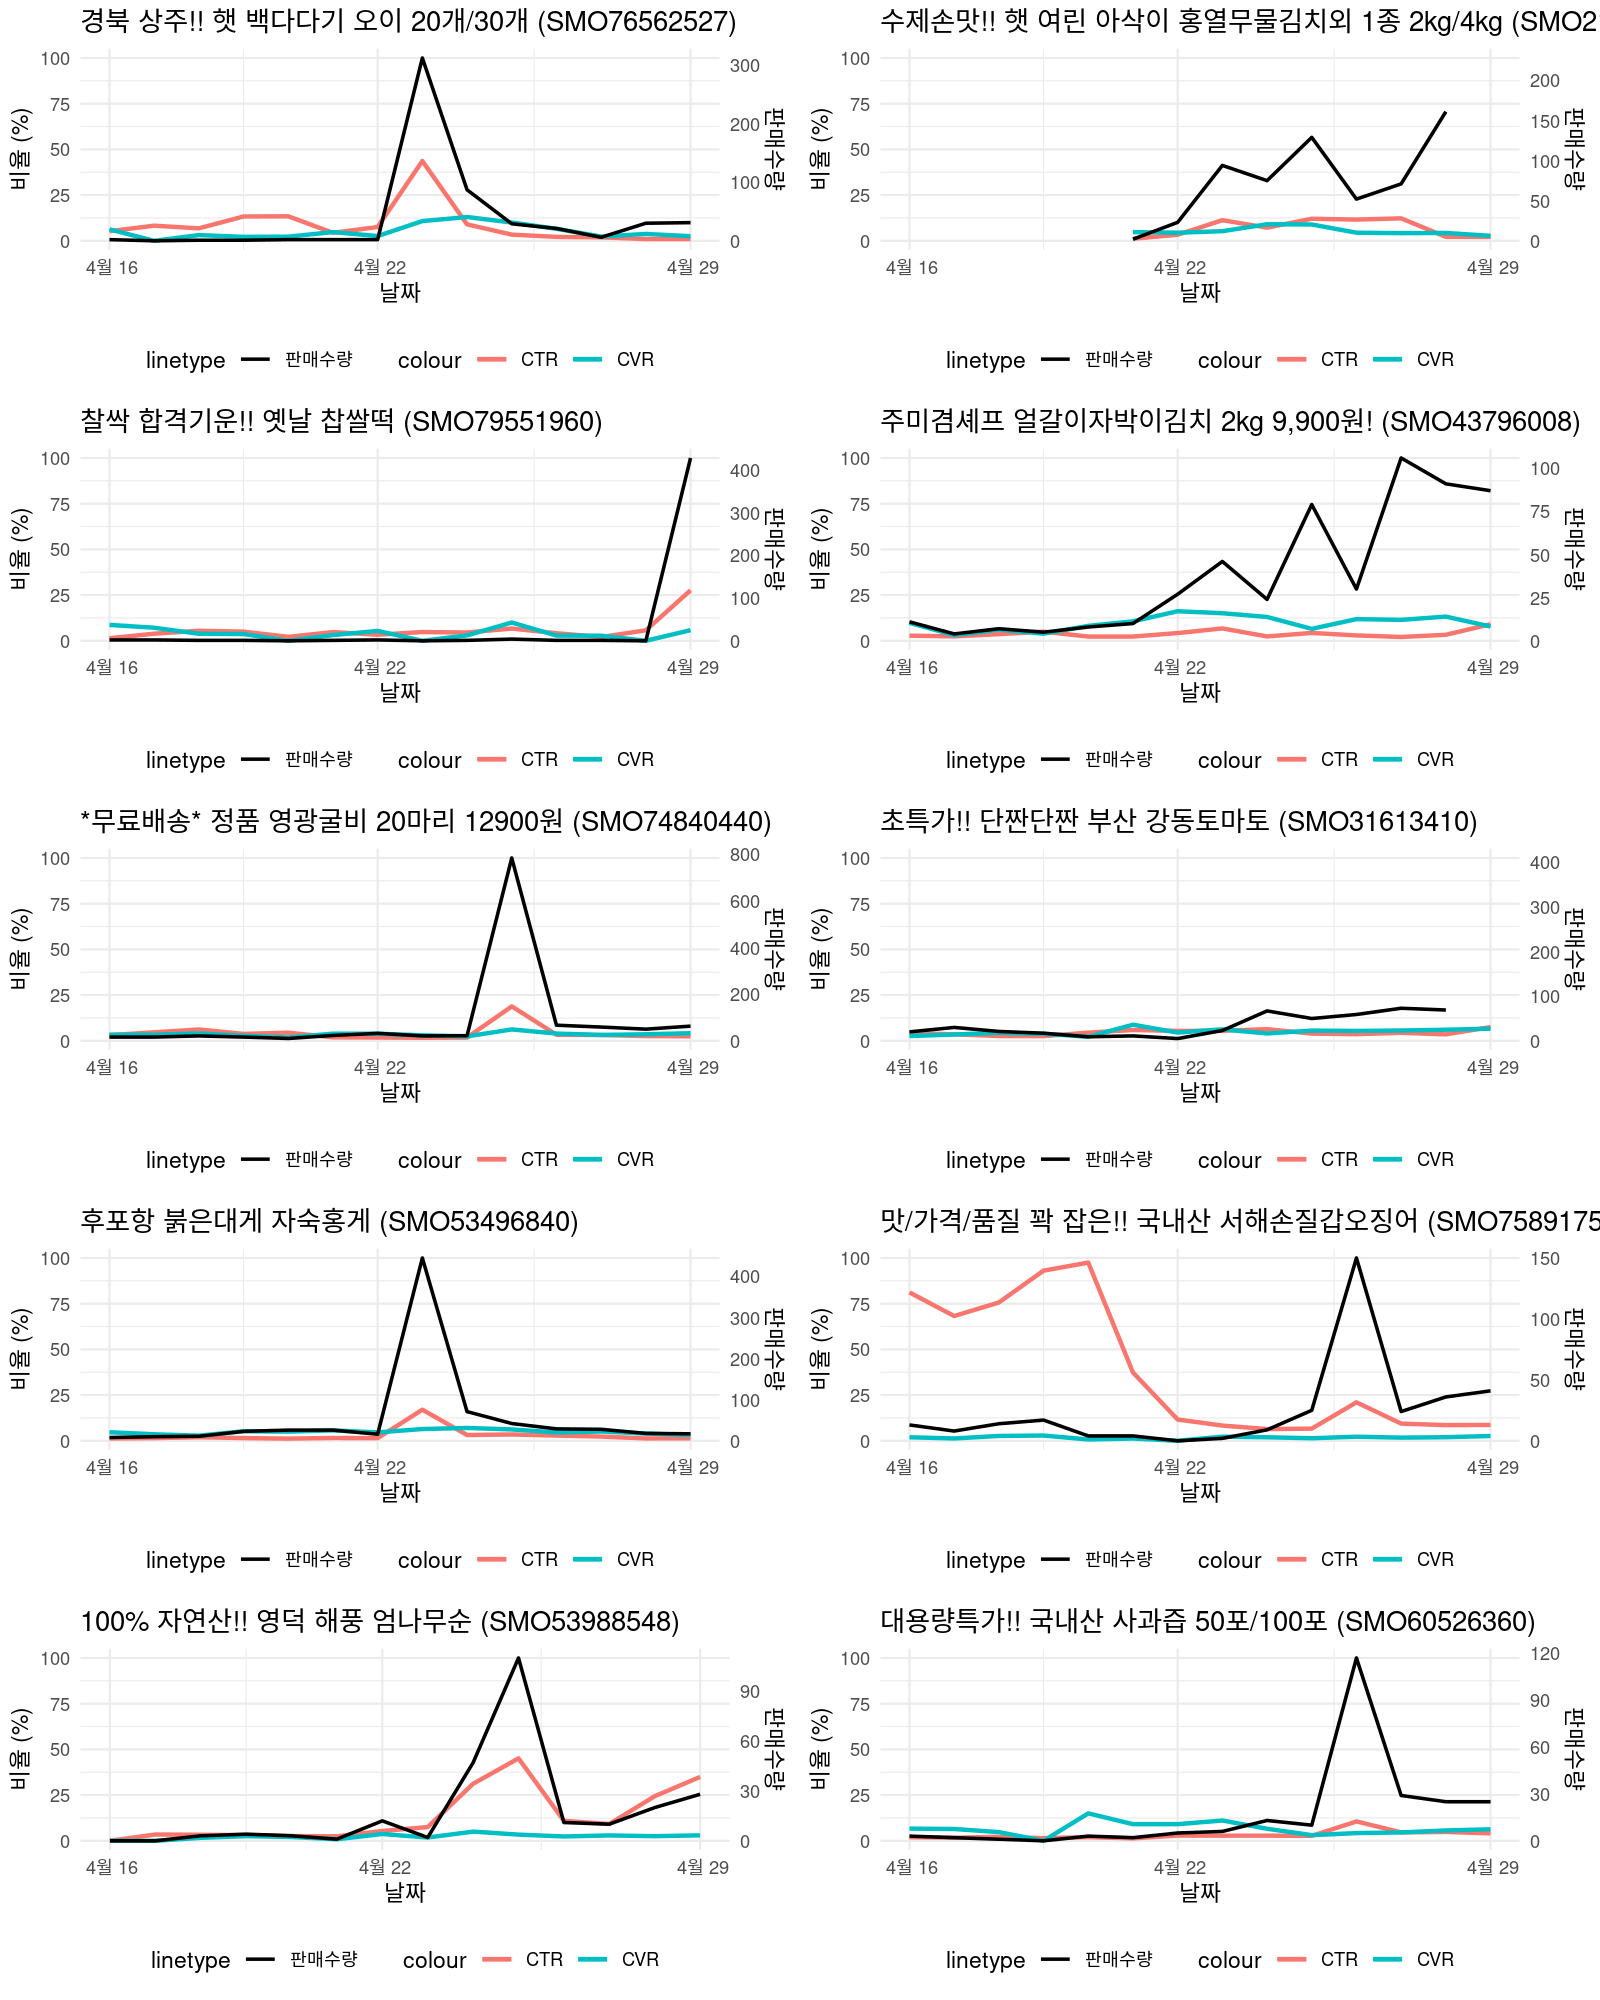 경북 상주!! 햇 백다다기 오이 20개/30개 (SMO76562527)
비율 (%)
100
75
50
25
0
300
200
100
0
판매수량
4월 16
4월 22
4월 29
날짜
linetype 판매수량 colour CTR CVR
수제손맛!! 햇 여린 아삭이 홍열무물김치외 1종 2kg/4kg (SMO2
비율 (%)
100
75
50
25
0
200
150
100
50
0
판매수량
4월 16
4월 22
4월 29
날짜
linetype 판매수량 colour CTR CVR
찰싹 합격기운!! 옛날 찹쌀떡 (SMO79551960)
비율 (%)
100
75
50
25
0
400
300
200
100
0
판매수량
4월 16
4월 22
4월 29
날짜
linetype 판매수량 colour CTR CVR
주미겸셰프 얼갈이자박이김치 2kg 9,900원! (SMO43796008)
비율 (%)
100
75
50
25
0
100
75
50
25
0
판매수량
4월 16
4월 22
4월 29
날짜
linetype 판매수량 colour CTR CVR
*무료배송* 정품 영광굴비 20마리 12900원 (SMO74840440)
비율 (%)
100
75
50
25
0
800
600
400
200
0
판매수량
4월 16
4월 22
4월 29
날짜
linetype 판매수량 colour CTR CVR
초특가!! 단짠단짠 부산 강동토마토 (SMO31613410)
비율 (%)
100
75
50
25
0
400
300
200
100
0
판매수량
4월 16
4월 22
4월 29
날짜
linetype 판매수량 colour CTR CVR
후포항 붉은대게 자숙홍게 (SMO53496840)
비율 (%)
100
75
50
25
0
400
300
200
100
0
판매수량
4월 16
4월 22
4월 29
날짜
linetype 판매수량 colour CTR CVR
맛/가격/품질 꽉 잡은!! 국내산 서해손질갑오징어 (SMO7589175
비율 (%)
100
75
50
25
0
150
100
50
0
판매수량
4월 16
4월 22
4월 29
날짜
linetype 판매수량 colour CTR CVR
100% 자연산!! 영덕 해풍 엄나무순 (SMO53988548)
비율 (%)
100
75
50
25
0
90
60
30
0
판매수량
4월 16
4월 22
4월 29
날짜
linetype 판매수량 colour CTR CVR
대용량특가!! 국내산 사과즙 50포/100포 (SMO60526360)
비율 (%)
100
75
50
25
0
120
90
60
30
0
판매수량
4월 16
4월 22
4월 29
날짜
linetype 판매수량 colour CTR CVR